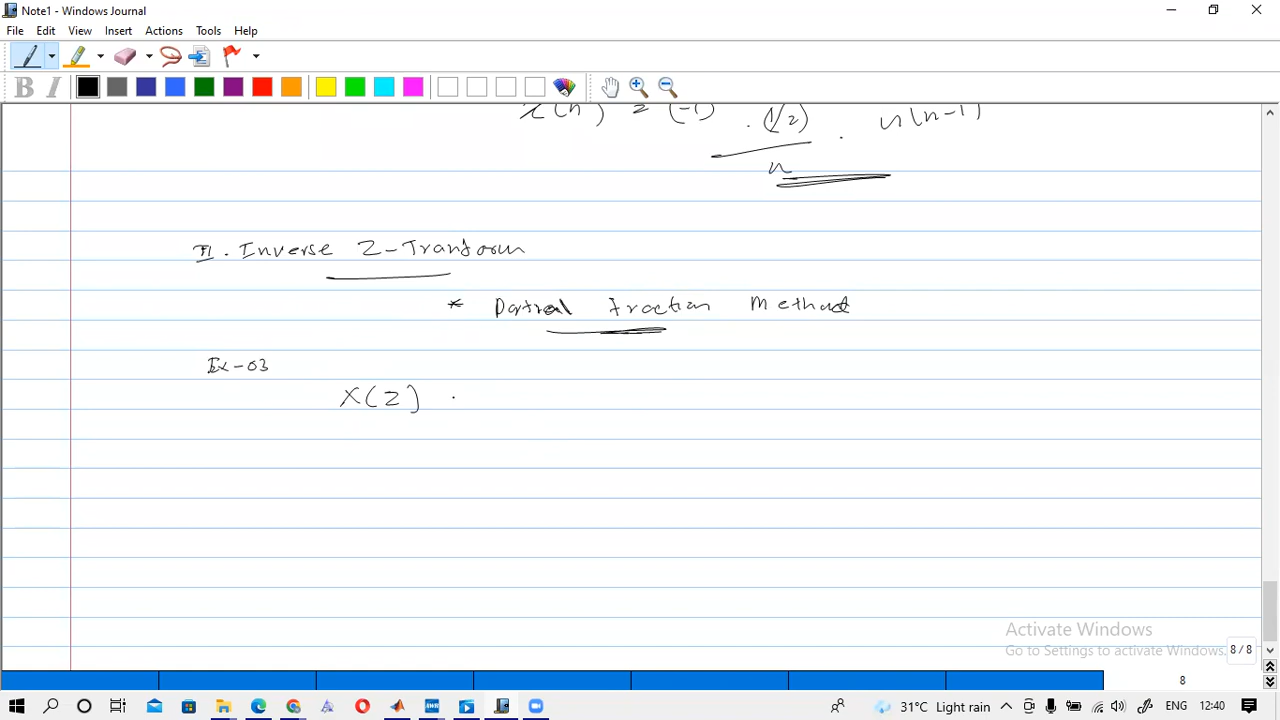 Note1 - Windows Journal
File Edit View Insert Actions Tools Help
B I
x(n) = (-1) . (1/2) . u(n-1)
n
II. Inverse Z-Transform
* Partial fraction Method
Ex-03
X(Z)
Activate Windows
Go to Settings to activate Windows.
8/8
8
31°C Light rain ENG 12:40